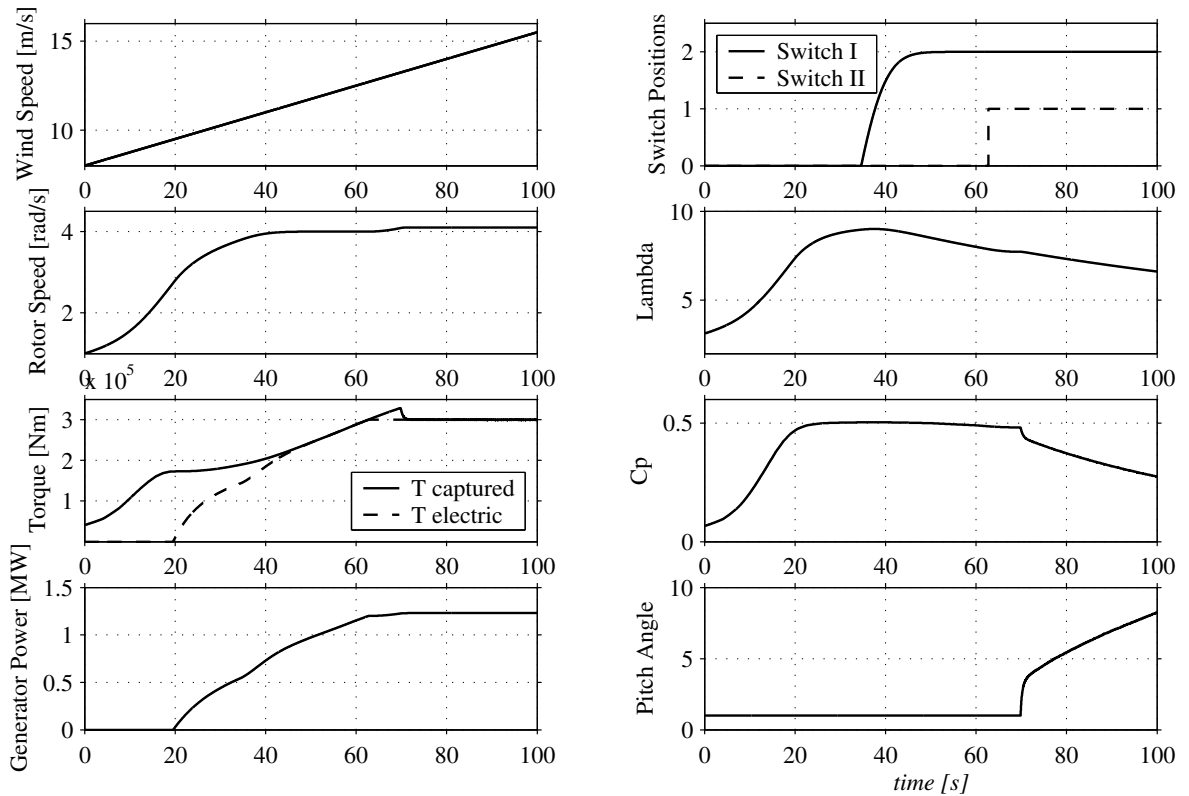 Wind Speed [m/s]
15
10
0 20 40 60 80 100
Switch Positions
2
1
0
Switch I
Switch II
0 20 40 60 80 100
Rotor Speed [rad/s]
4
2
0 20 40 60 80 100
Lambda
10
5
0 20 40 60 80 100
x 10^5
Torque [Nm]
3
2
1
T captured
T electric
0 20 40 60 80 100
Cp
0.5
0
0 20 40 60 80 100
Generator Power [MW]
1.5
1
0.5
0
0 20 40 60 80 100
Pitch Angle
10
5
0
0 20 40 60 80 100
time [s]